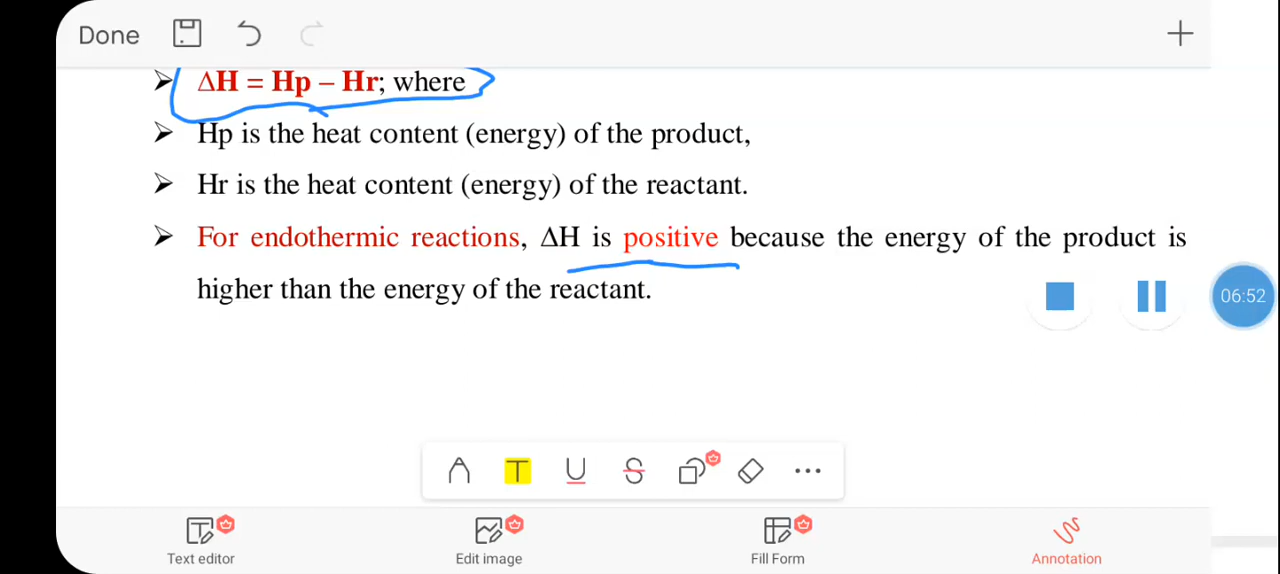 Done
➤ ΔH = Hp – Hr; where
➤ Hp is the heat content (energy) of the product,
➤ Hr is the heat content (energy) of the reactant.
➤ For endothermic reactions, ΔH is positive because the energy of the product is
higher than the energy of the reactant.
06:52
T U S
Text editor Edit image Fill Form Annotation